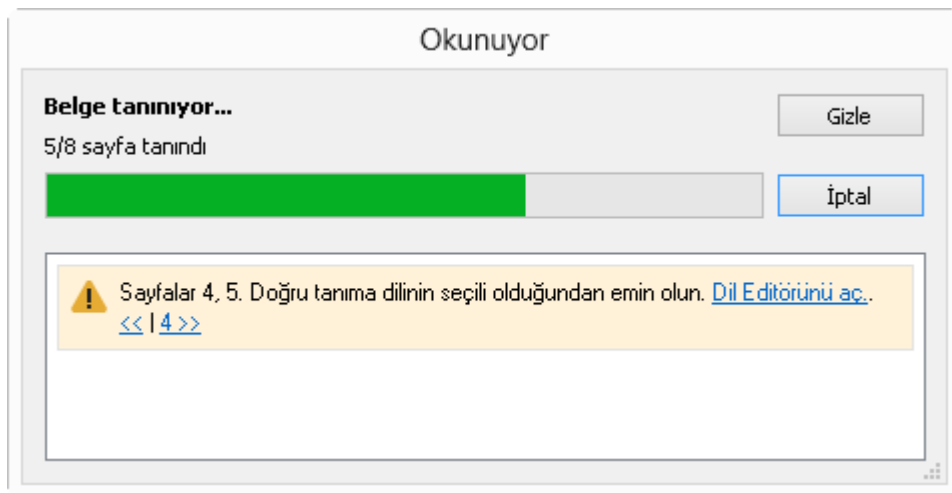 Okunuyor
Belge tanınıyor...
Gizle
5/8 sayfa tanındı
İptal
Sayfalar 4, 5. Doğru tanıma dilinin seçili olduğundan emin olun. Dil Editörünü aç..
<< | 4 >>